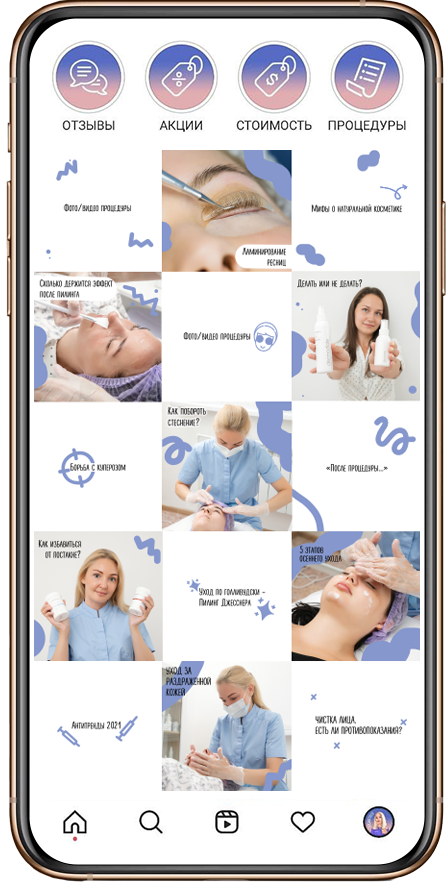 ОТЗЫВЫ
АКЦИИ
СТОИМОСТЬ
ПРОЦЕДУРЫ
Фото/видео процедуры
Ламинирование
ресниц
Мифы о натуральной косметике
Сколько держится эффект
после пилинга
Фото/видео процедуры
Делать или не делать?
Борьба с куперозом
Как побороть
стеснение?
«После процедуры...»
Как избавиться
от постакне?
Уход по голливудски -
Пилинг Джесснера
5 этапов
осеннего ухода
Антитренды 2021
Уход за
раздраженной
кожей
Чистка лица.
Есть ли противопоказания?